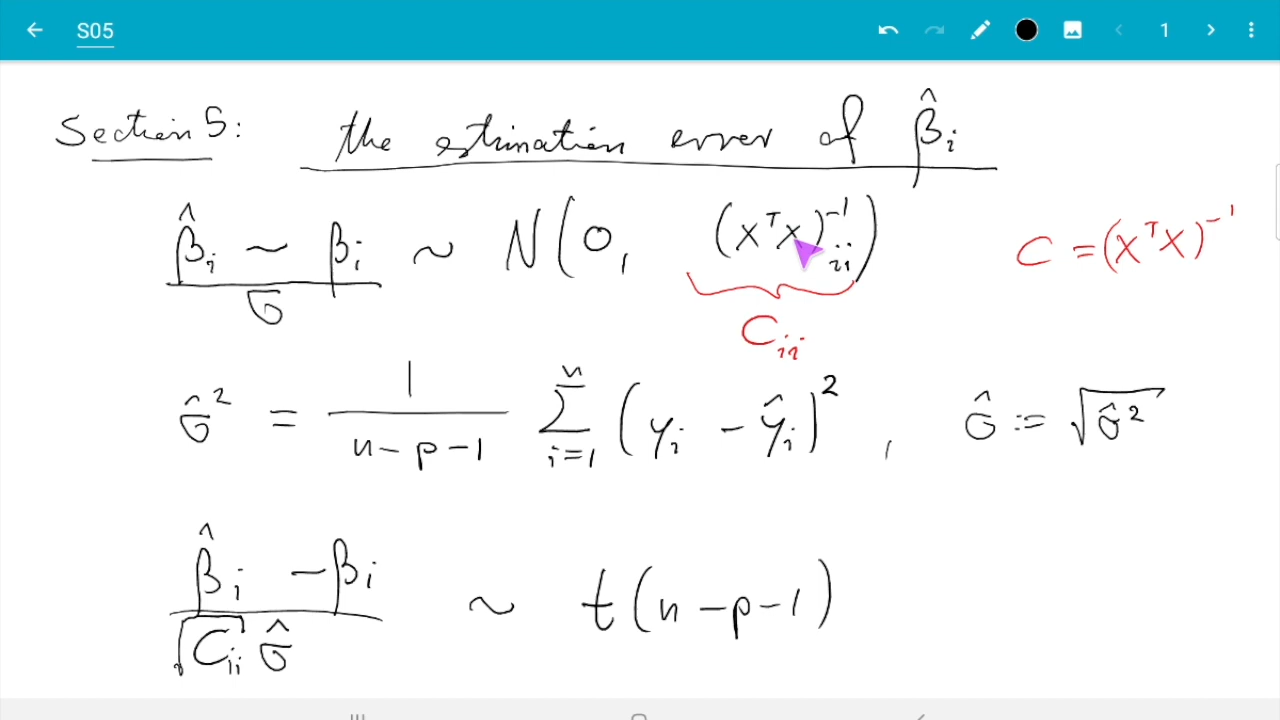 S05
1
Section 5: the estimation error of β̂ᵢ
(β̂ᵢ ~ βᵢ)/σ ~ N(0, (XᵀX)⁻¹ᵢᵢ) C = (XᵀX)⁻¹
Cᵢᵢ
σ̂² = 1/(n-p-1) ∑ᵢ₌₁ⁿ (yᵢ - ŷᵢ)², σ̂ := √σ̂²
(β̂ᵢ - βᵢ)/(√Cᵢᵢ σ̂) ~ t(n-p-1)